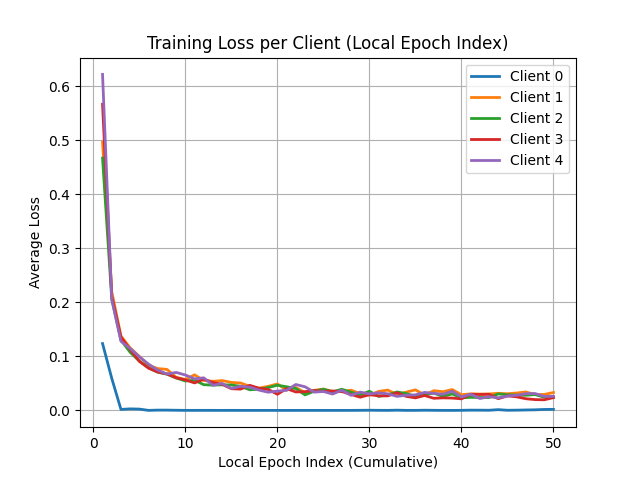 Training Loss per Client (Local Epoch Index)
Client 0
Client 1
Client 2
Client 3
Client 4
Average Loss
0.6
0.5
0.4
0.3
0.2
0.1
0.0
0 10 20 30 40 50
Local Epoch Index (Cumulative)